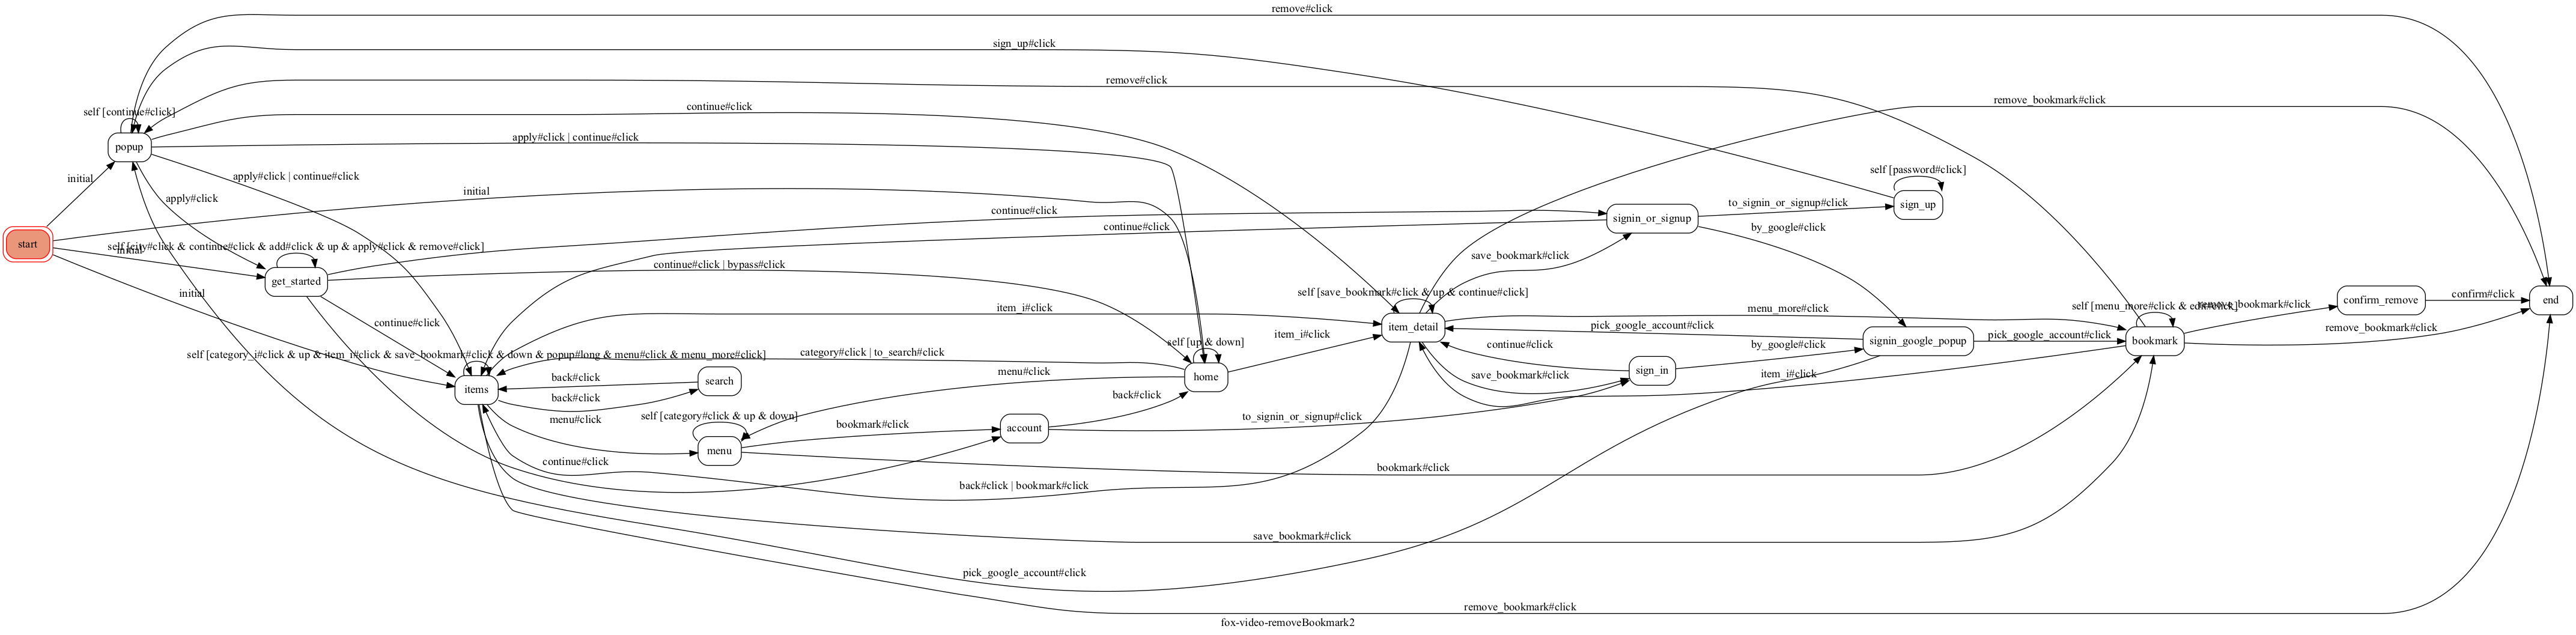 remove#click
sign_up#click
remove#click
continue#click
remove_bookmark#click
self [continue#click]
apply#click | continue#click
popup
self [password#click]
initial
apply#click | continue#click
initial
apply#click
to_signin_or_signup#click
sign_up
continue#click
signin_or_signup
continue#click
by_google#click
start
self [city#click & continue#click & add#click & up & apply#click & remove#click]
initial
save_bookmark#click
continue#click | bypass#click
get_started
initial
self [save_bookmark#click & up & continue#click]
item_i#click
menu_more#click
self [menu_more#click & edit#click]
remove_bookmark#click
confirm_remove
confirm#click
end
continue#click
item_detail
pick_google_account#click
remove_bookmark#click
item_i#click
self [up & down]
signin_google_popup
pick_google_account#click
bookmark
continue#click
by_google#click
self [category_i#click & up & item_i#click & save_bookmark#click & down & popup#long & menu#click & menu_more#click]
category#click | to_search#click
menu#click
home
sign_in
save_bookmark#click
item_i#click
back#click
search
items
back#click
back#click
menu#click
self [category#click & up & down]
to_signin_or_signup#click
bookmark#click
account
menu
continue#click
bookmark#click
back#click | bookmark#click
save_bookmark#click
pick_google_account#click
remove_bookmark#click
fox-video-removeBookmark2